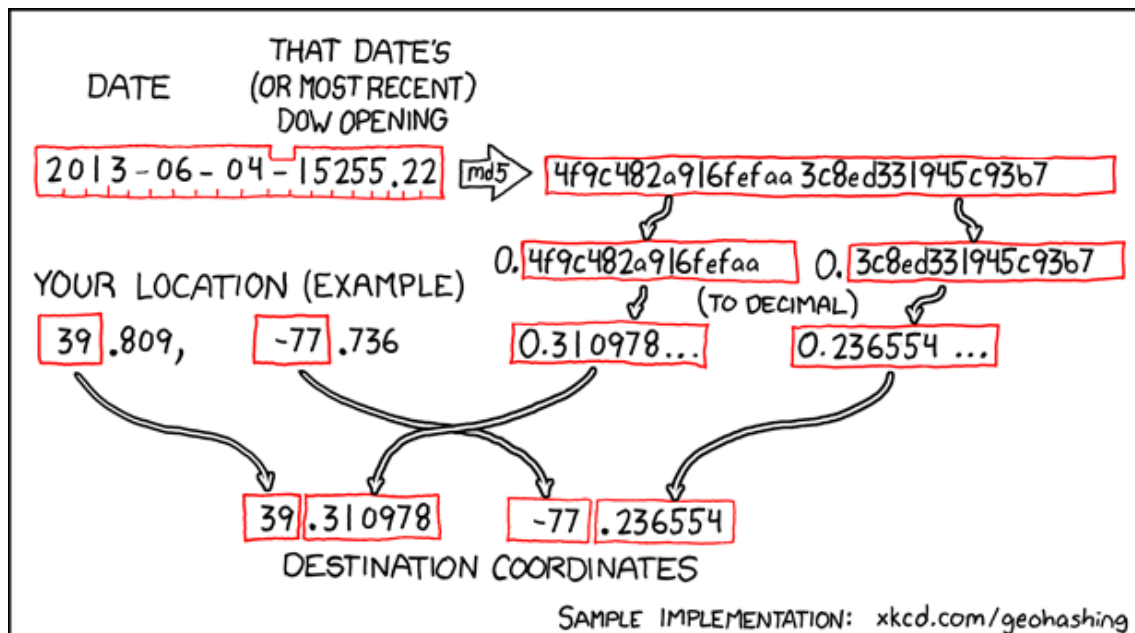 DATE
THAT DATE'S
(OR MOST RECENT)
DOW OPENING
2013-06-04-15255.22
md5
4f9c482a916fefaa3c8ed331945c93b7
0.4f9c482a916fefaa
0.3c8ed331945c93b7
YOUR LOCATION (EXAMPLE)
(TO DECIMAL)
39.809, -77.736
0.310978...
0.236554...
39.310978
-77.236554
DESTINATION COORDINATES
SAMPLE IMPLEMENTATION: xkcd.com/geohashing